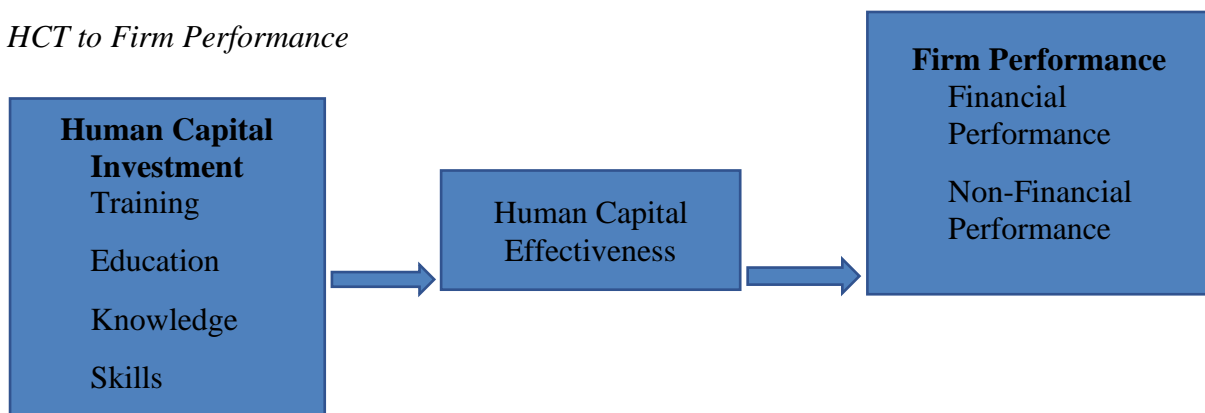 HCT to Firm Performance
Human Capital
Investment
Training
Education
Knowledge
Skills
Human Capital
Effectiveness
Firm Performance
Financial
Performance
Non-Financial
Performance